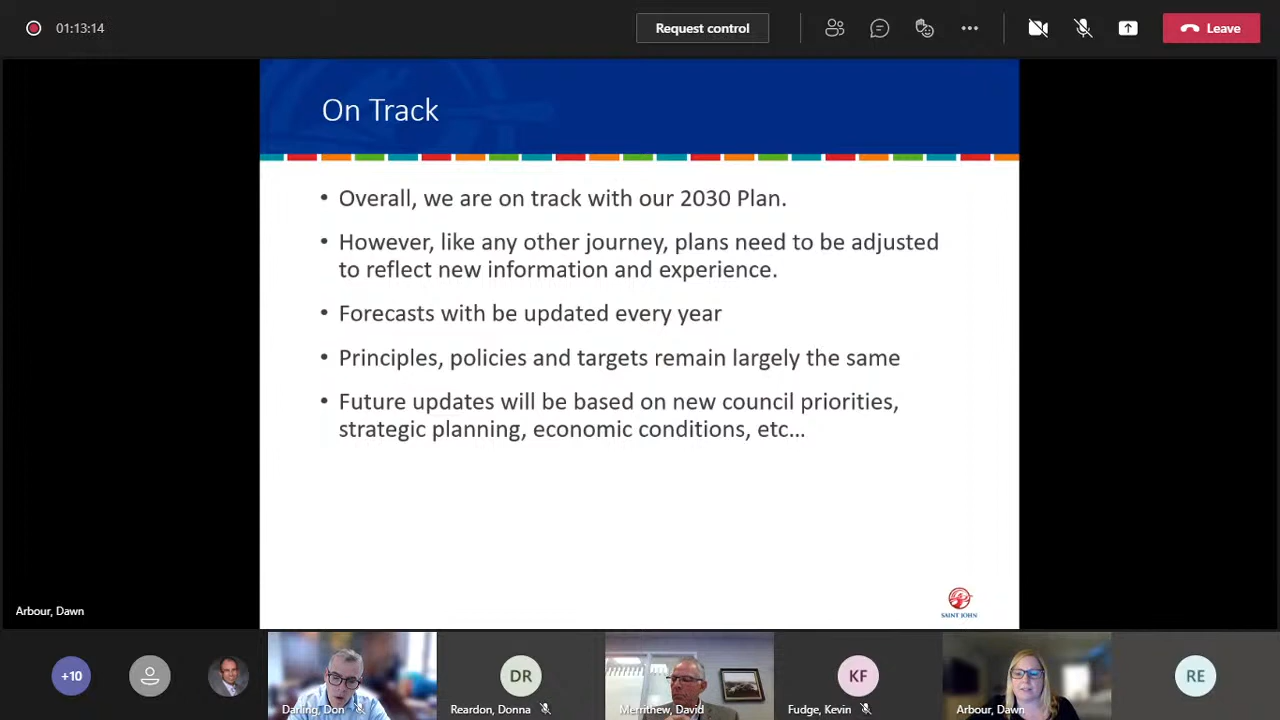 01:13:14
Request control
Leave
On Track
• Overall, we are on track with our 2030 Plan.
• However, like any other journey, plans need to be adjusted
to reflect new information and experience.
• Forecasts with be updated every year
• Principles, policies and targets remain largely the same
• Future updates will be based on new council priorities,
strategic planning, economic conditions, etc…
SAINT JOHN
Arbour, Dawn
+10
DR
KF
RE
Darling, Don
Reardon, Donna
Merrithew, David
Fudge, Kevin
Arbour, Dawn